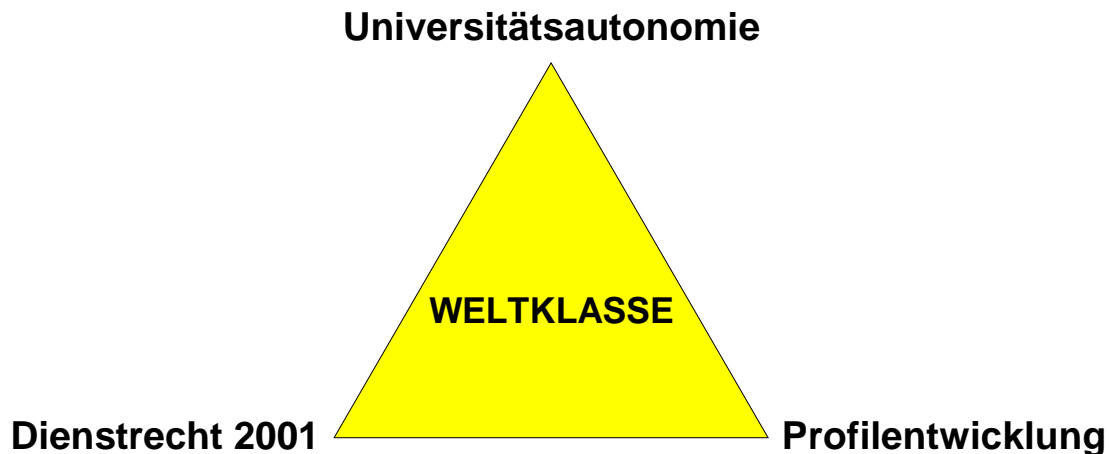 Universitätsautonomie
WELTKLASSE
Dienstrecht 2001
Profilentwicklung